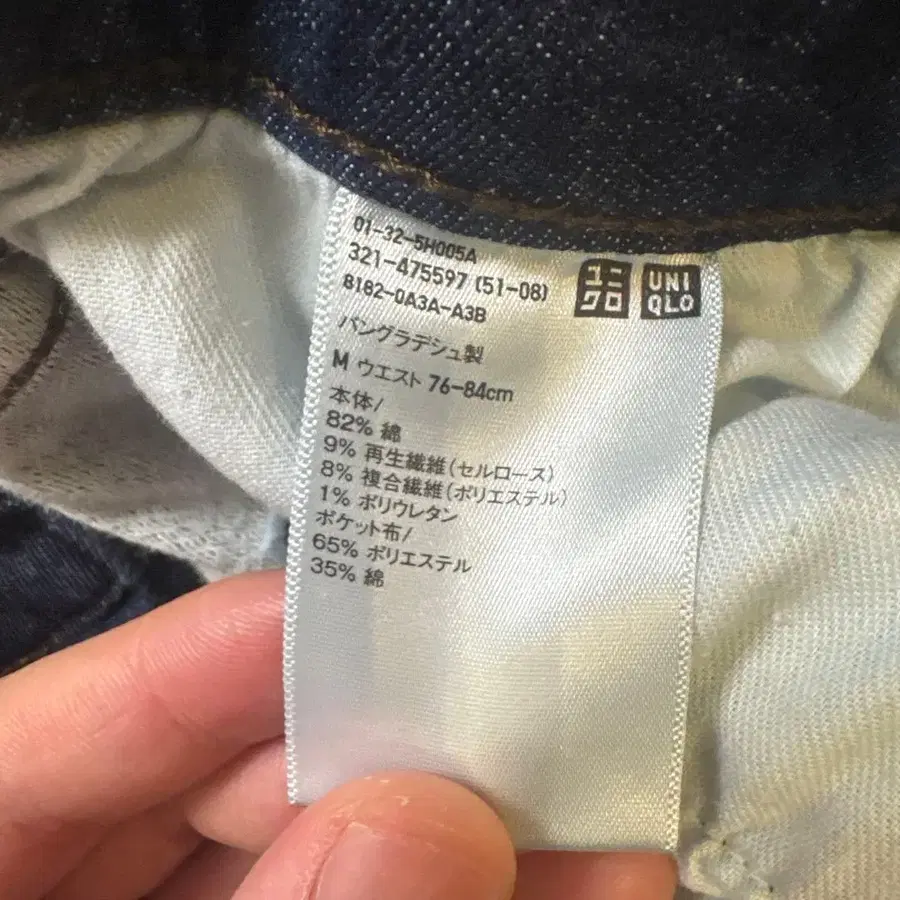 01-32-5H005A
321-475597 (51-08)
8182-0A3A-A3B
ユニ
クロ
UNI
QLO
バングラデシュ製
M ウエスト 76-84cm
本体/
82% 綿
9% 再生繊維(セルロース)
8% 複合繊維(ポリエステル)
1% ポリウレタン
ポケット布/
65% ポリエステル
35% 綿